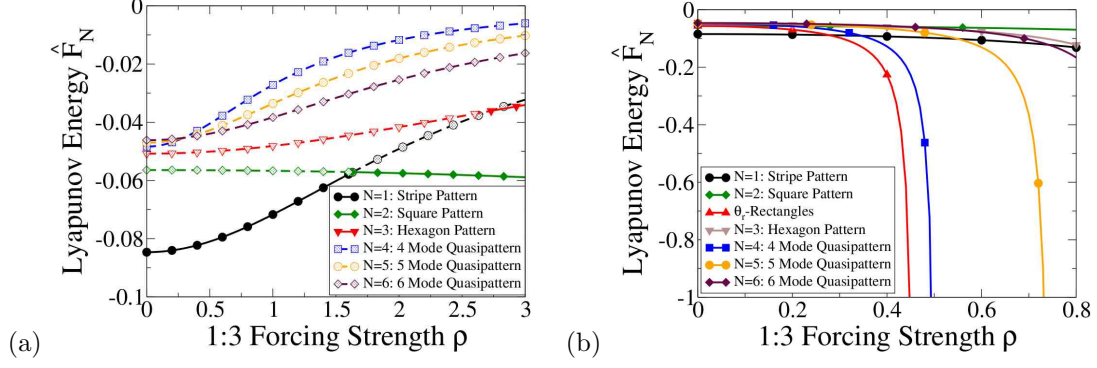 0
-0.02
-0.04
-0.06
-0.08
-0.1
Lyapunov Energy F̂_N
0 0.5 1 1.5 2 2.5 3
1:3 Forcing Strength ρ
N=1: Stripe Pattern
N=2: Square Pattern
N=3: Hexagon Pattern
N=4: 4 Mode Quasipattern
N=5: 5 Mode Quasipattern
N=6: 6 Mode Quasipattern
(a)
0
-0.2
-0.4
-0.6
-0.8
-1
Lyapunov Energy F̂_N
0 0.2 0.4 0.6 0.8
1:3 Forcing Strength ρ
N=1: Stripe Pattern
N=2: Square Pattern
θr-Rectangles
N=3: Hexagon Pattern
N=4: 4 Mode Quasipattern
N=5: 5 Mode Quasipattern
N=6: 6 Mode Quasipattern
(b)